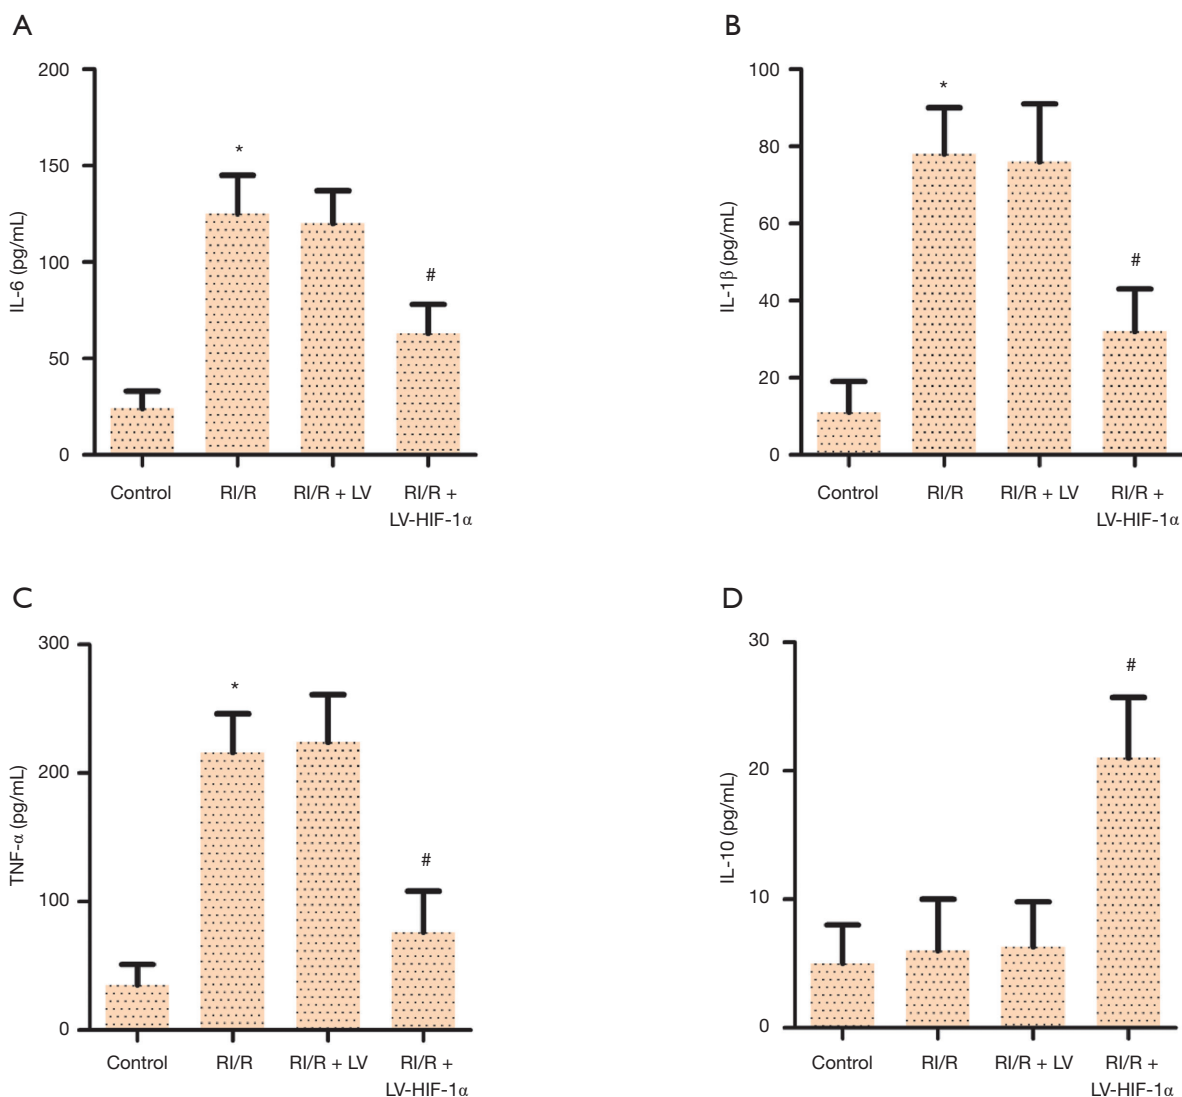 A
IL-6 (pg/mL)
200
150
100
50
0
*
#
Control
RI/R
RI/R + LV
RI/R +
LV-HIF-1α
B
IL-1β (pg/mL)
100
80
60
40
20
0
*
#
Control
RI/R
RI/R + LV
RI/R +
LV-HIF-1α
C
TNF-α (pg/mL)
300
200
100
0
*
#
Control
RI/R
RI/R + LV
RI/R +
LV-HIF-1α
D
IL-10 (pg/mL)
30
20
10
0
#
Control
RI/R
RI/R + LV
RI/R +
LV-HIF-1α